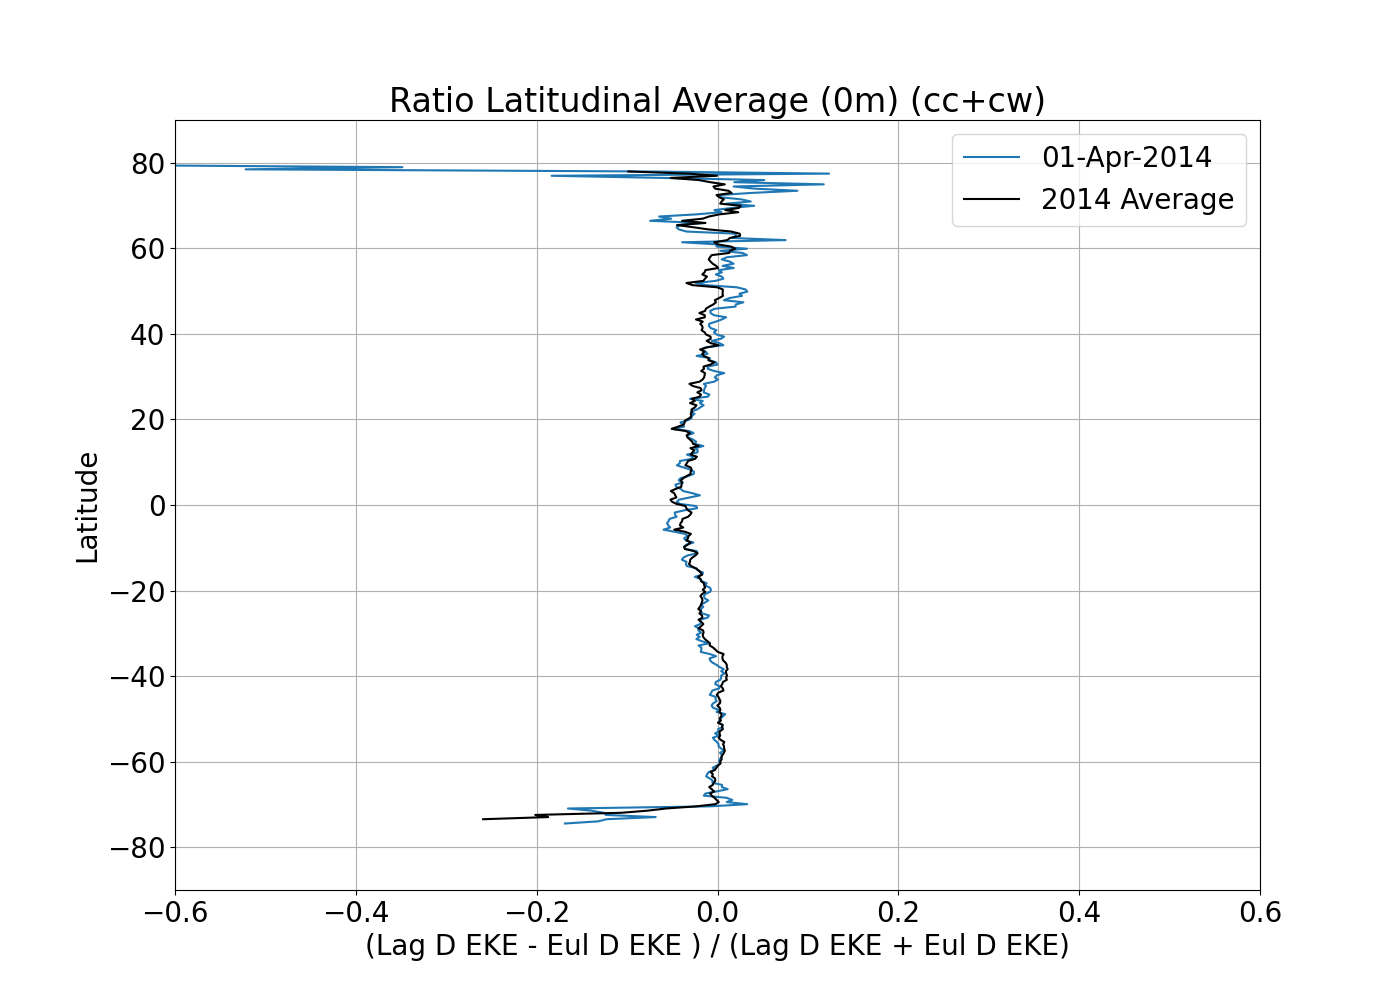 Ratio Latitudinal Average (0m) (cc+cw)
01-Apr-2014
2014 Average
80
60
40
20
0
−20
−40
−60
−80
Latitude
−0.6 −0.4 −0.2 0.0 0.2 0.4 0.6
(Lag D EKE - Eul D EKE ) / (Lag D EKE + Eul D EKE)